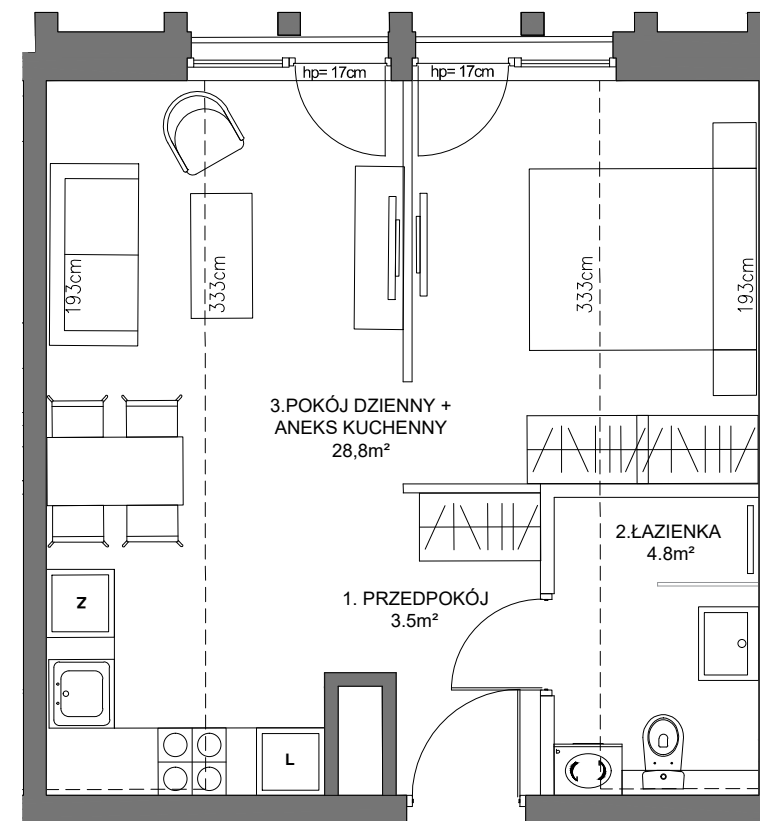 hp= 17cm
hp= 17cm
193cm
333cm
333cm
193cm
3.POKÓJ DZIENNY +
ANEKS KUCHENNY
28,8m²
2.ŁAZIENKA
4.8m²
1. PRZEDPOKÓJ
3.5m²
Z
L